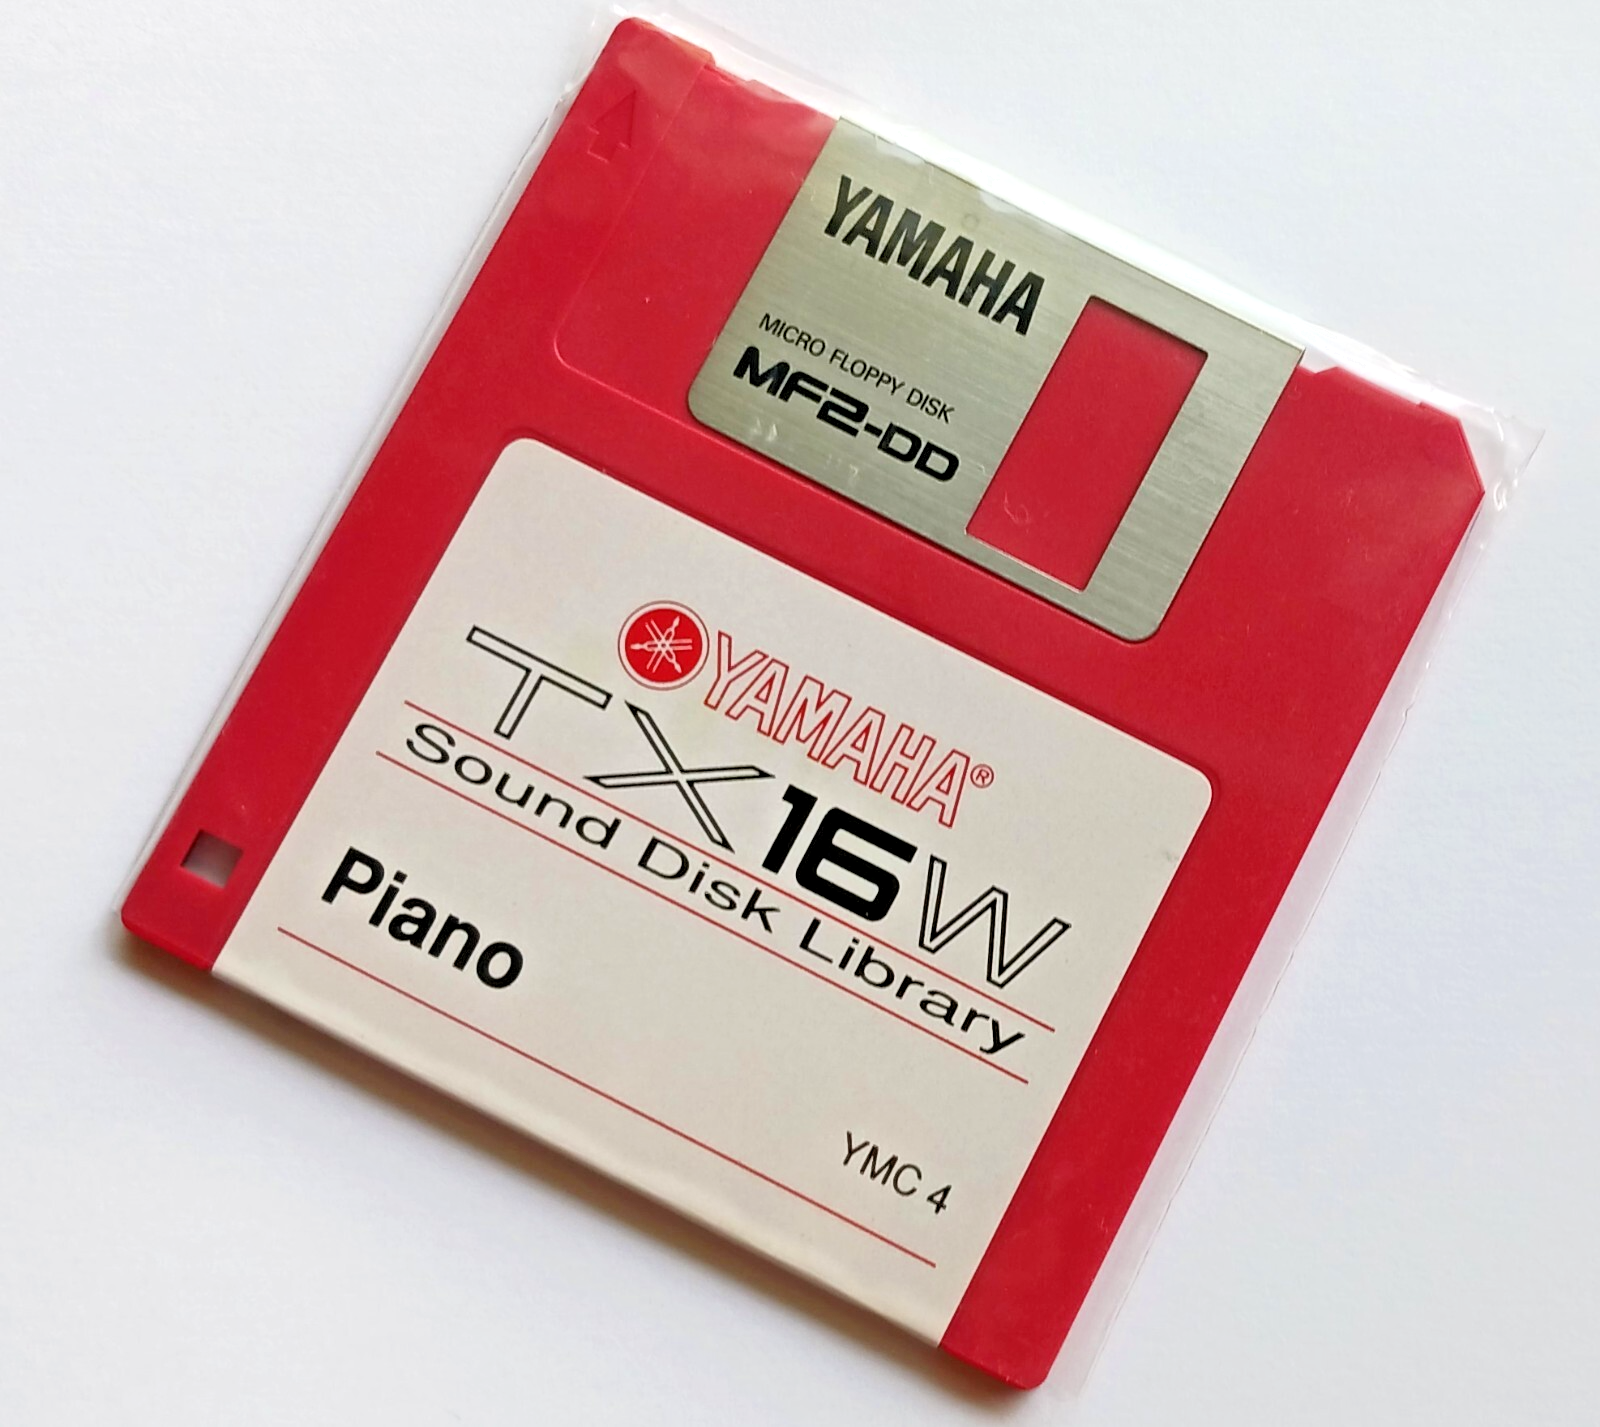 YAMAHA
MICRO FLOPPY DISK
MF2-DD
YAMAHA®
TX16W
Sound Disk Library
Piano
YMC 4